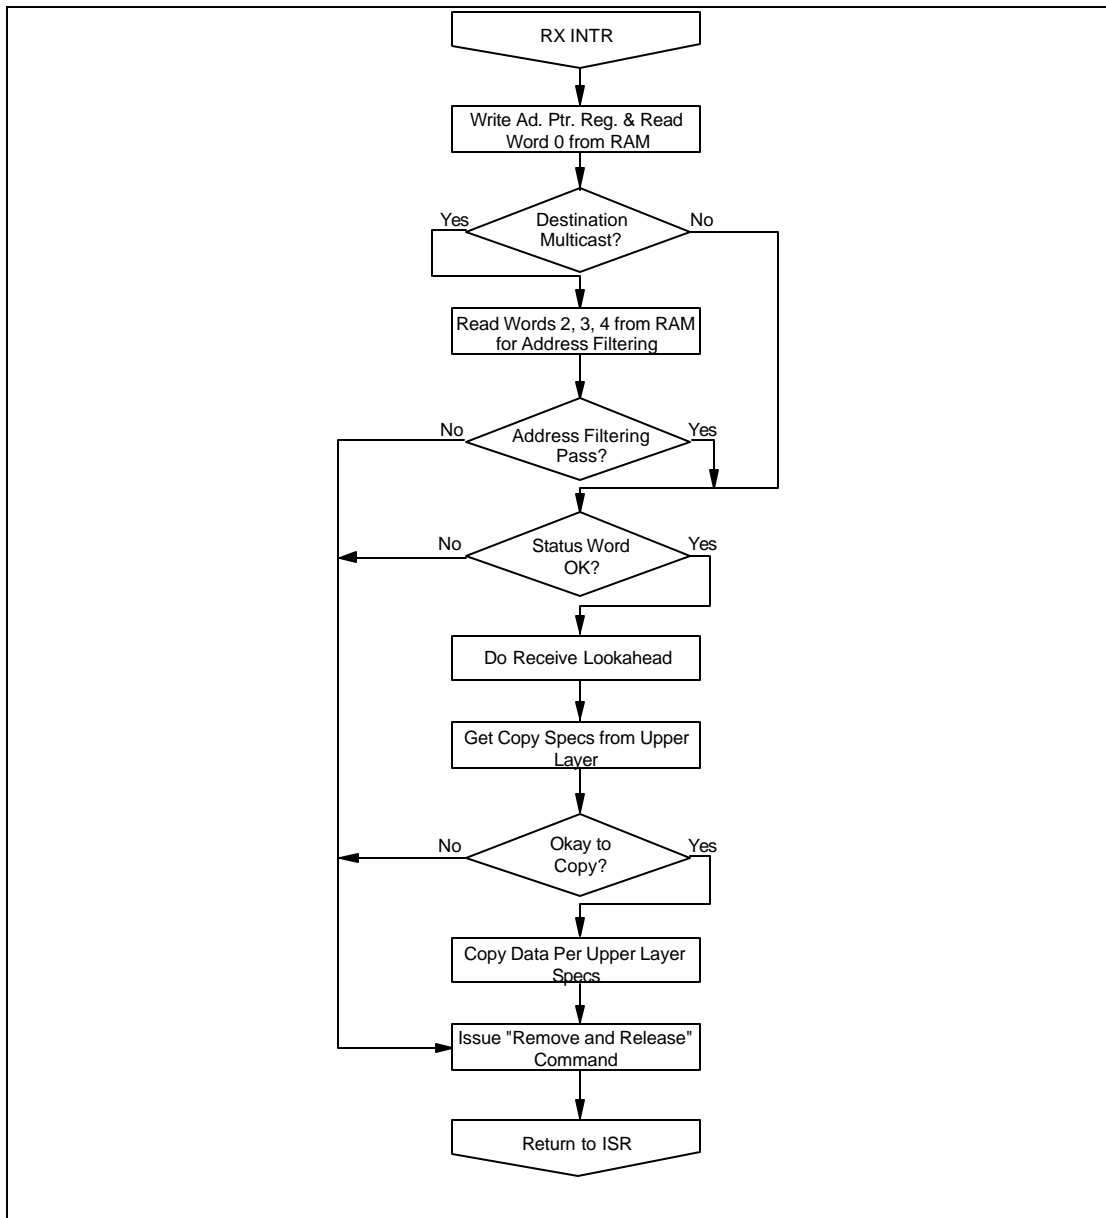 RX INTR
Write Ad. Ptr. Reg. & Read
Word 0 from RAM
Yes
Destination
Multicast?
No
Read Words 2, 3, 4 from RAM
for Address Filtering
No
Address Filtering
Pass?
Yes
No
Status Word
OK?
Yes
Do Receive Lookahead
Get Copy Specs from Upper
Layer
No
Okay to
Copy?
Yes
Copy Data Per Upper Layer
Specs
Issue "Remove and Release"
Command
Return to ISR